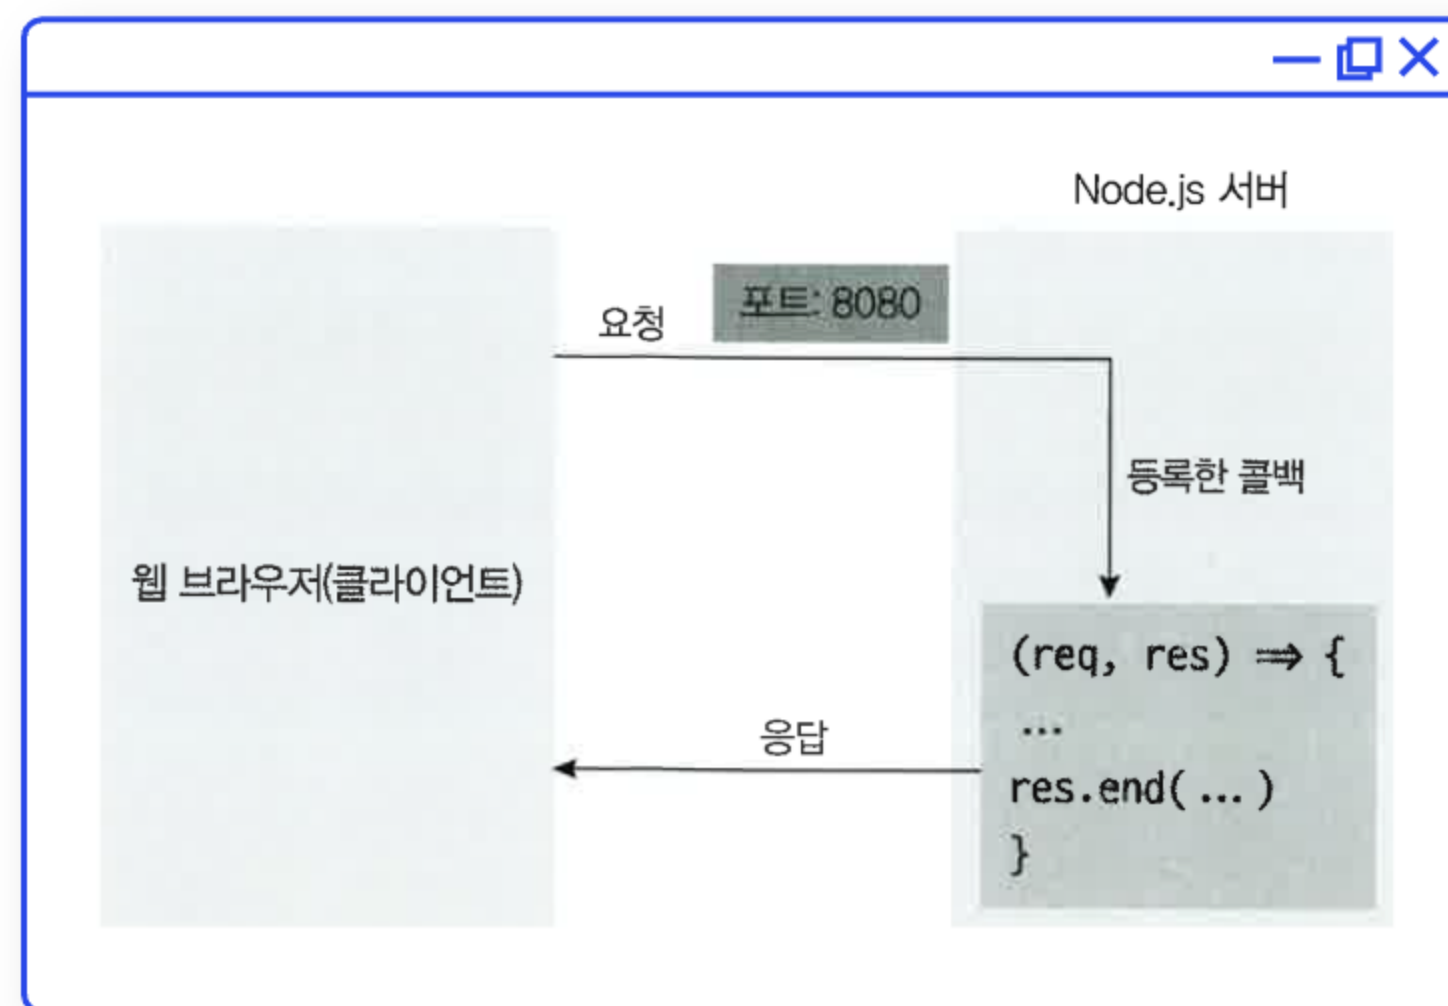 Node.js 서버
요청
포트: 8080
등록한 콜백
웹 브라우저(클라이언트)
(req, res) ⇒ {
...
res.end( ... )
}
응답